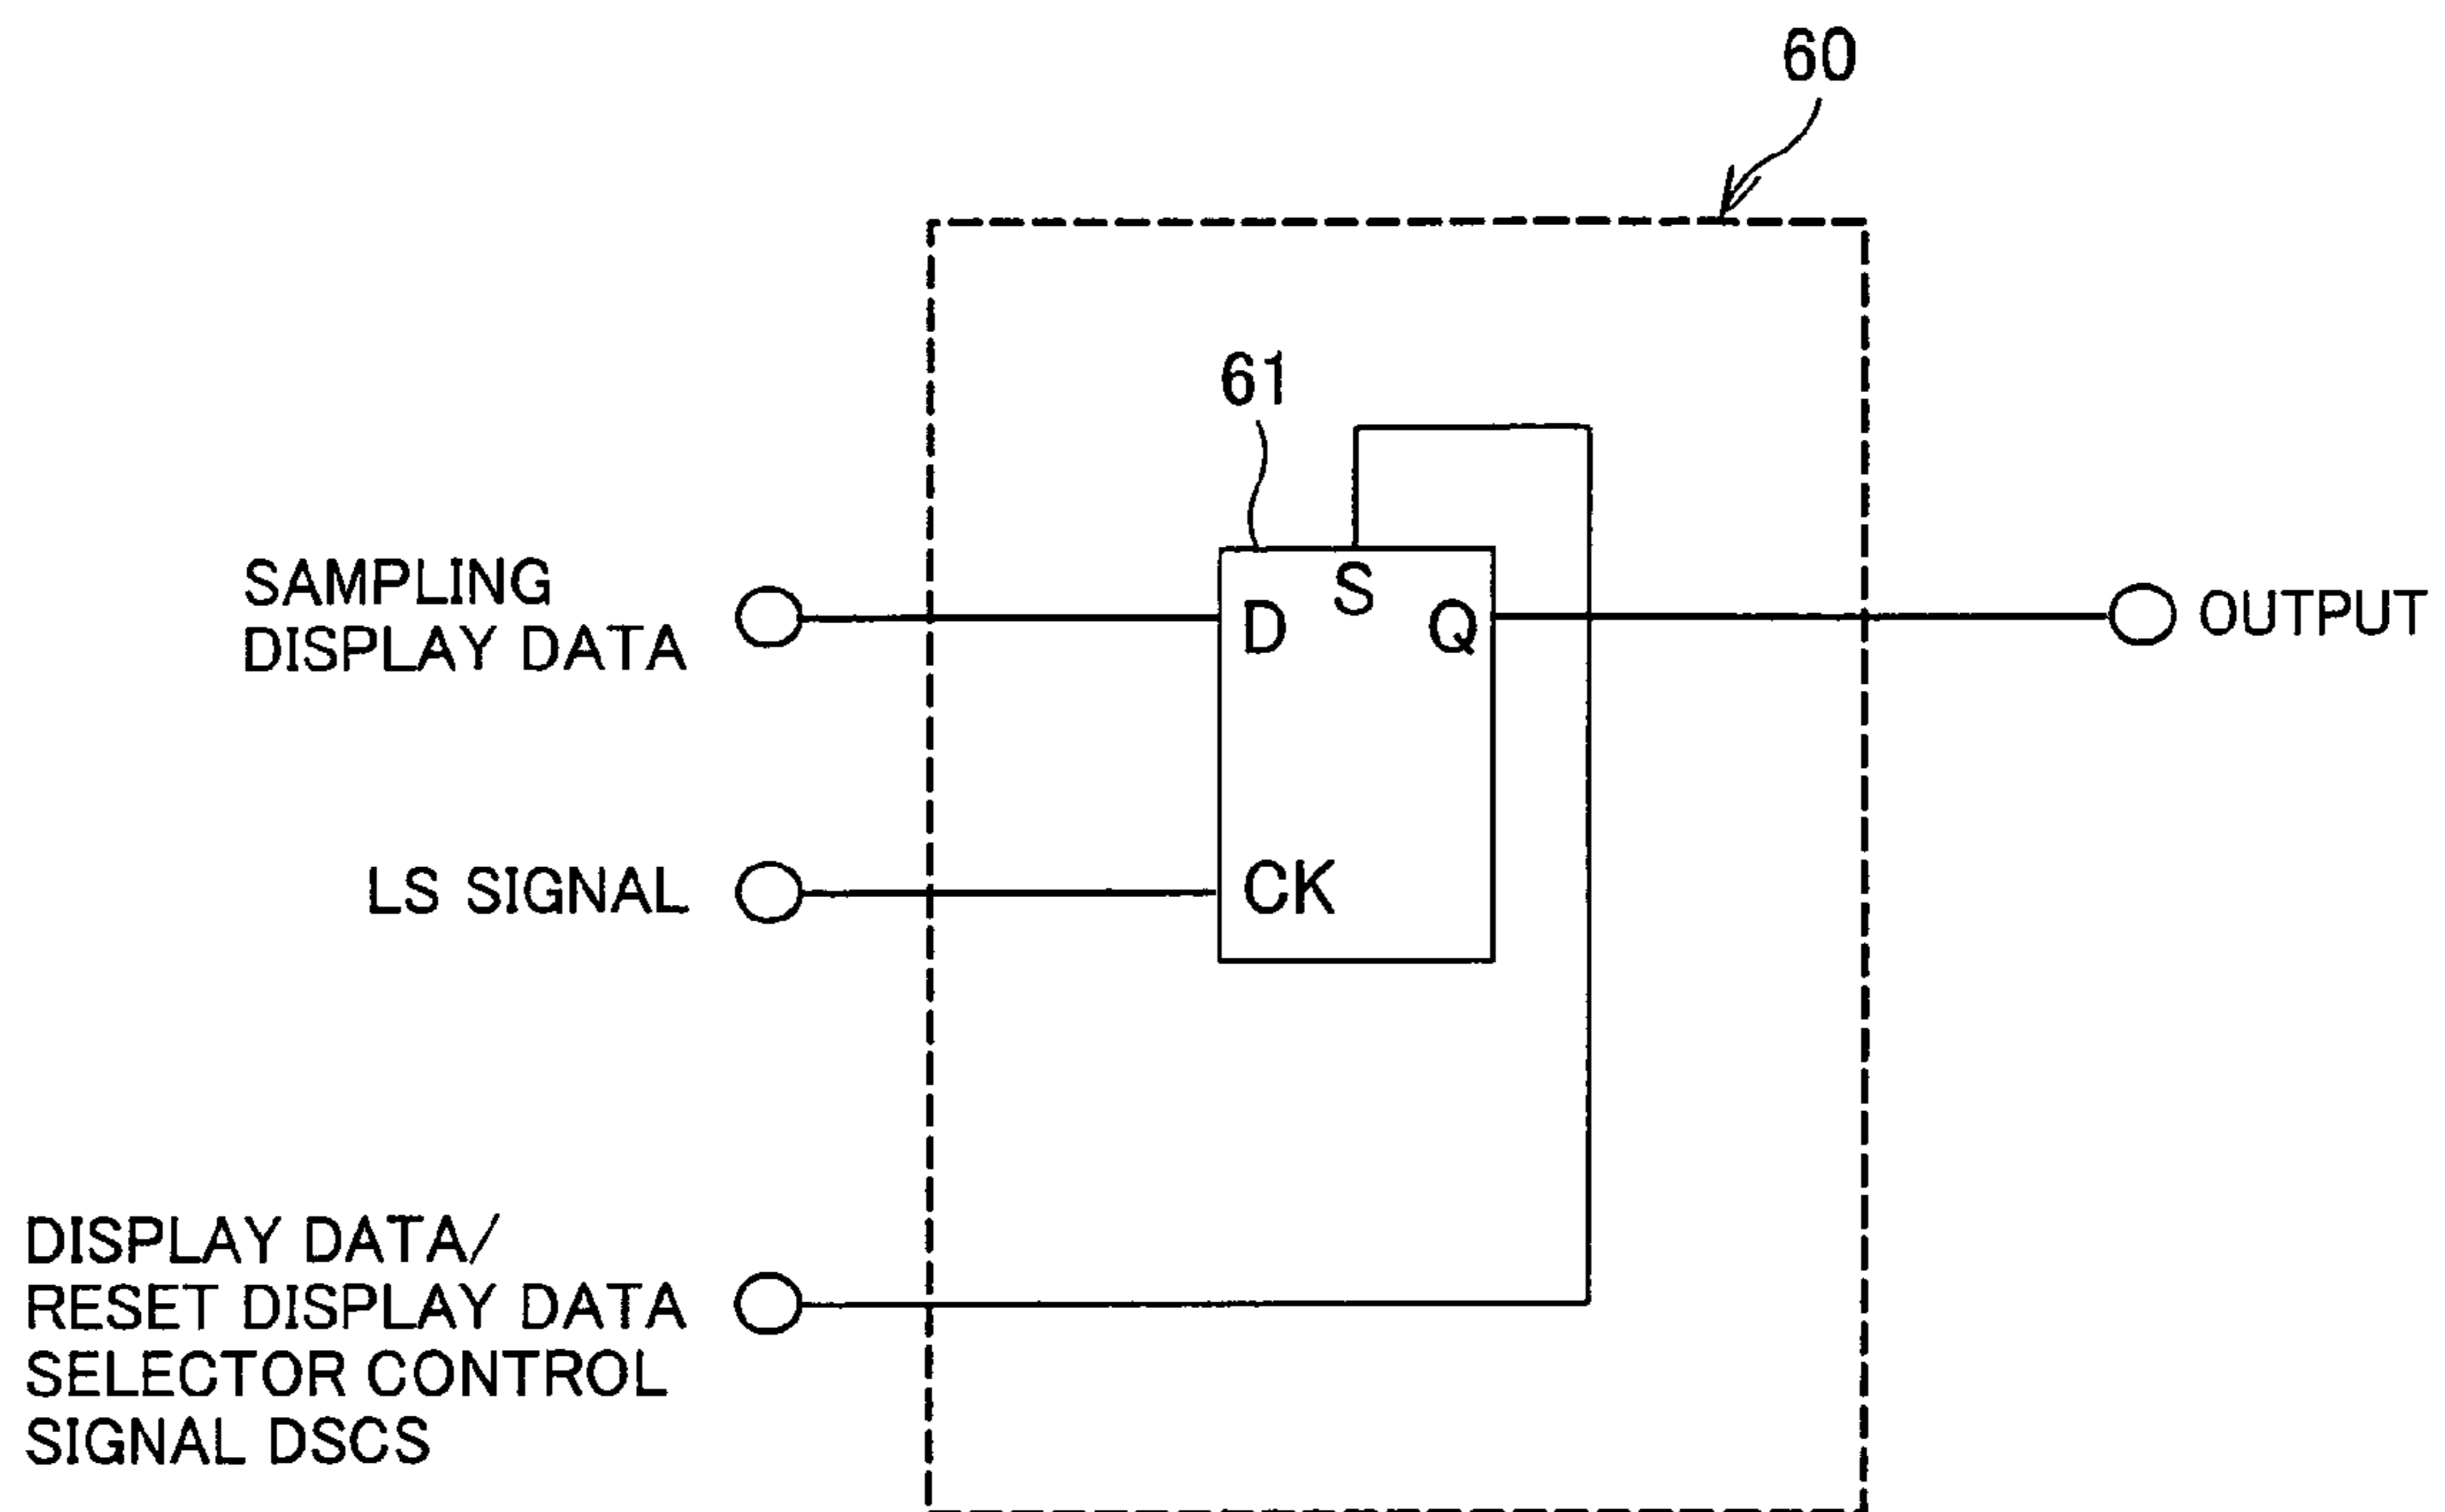 60
61
SAMPLING
DISPLAY DATA
D
S
Q
OUTPUT
LS SIGNAL
CK
DISPLAY DATA/
RESET DISPLAY DATA
SELECTOR CONTROL
SIGNAL DSCS